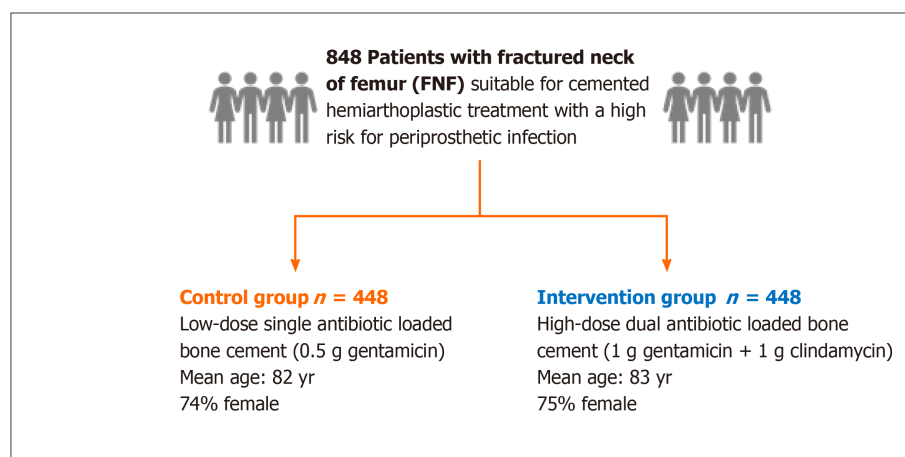 848 Patients with fractured neck
of femur (FNF) suitable for cemented
hemiarthoplastic treatment with a high
risk for periprosthetic infection
Control group n = 448
Low-dose single antibiotic loaded
bone cement (0.5 g gentamicin)
Mean age: 82 yr
74% female
Intervention group n = 448
High-dose dual antibiotic loaded bone
cement (1 g gentamicin + 1 g clindamycin)
Mean age: 83 yr
75% female